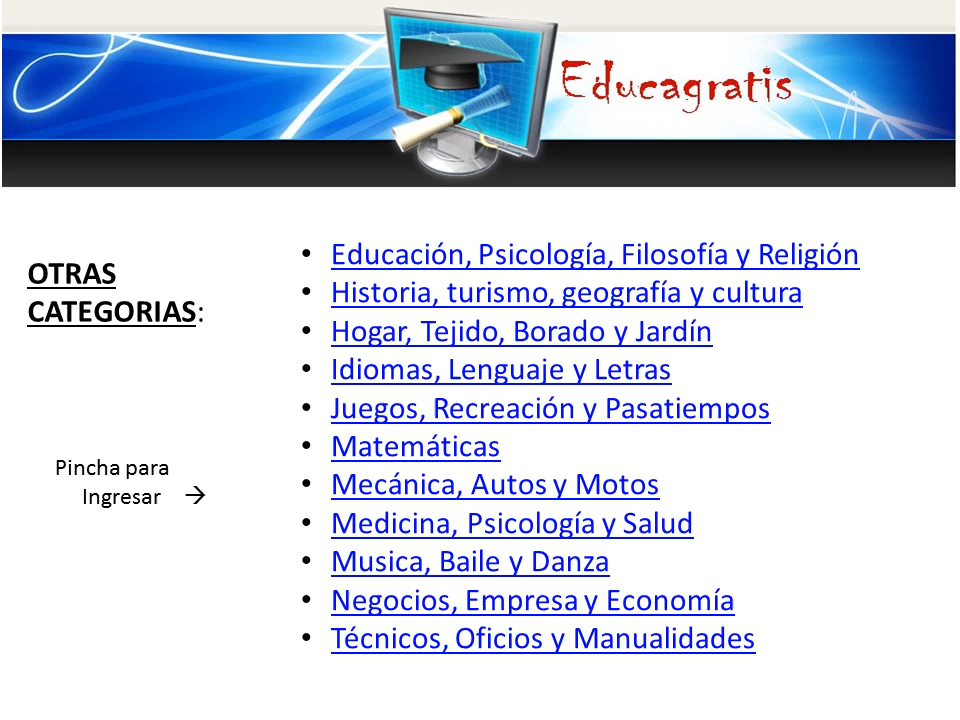 Educagratis
OTRAS
CATEGORIAS:
Pincha para
Ingresar →
• Educación, Psicología, Filosofía y Religión
• Historia, turismo, geografía y cultura
• Hogar, Tejido, Borado y Jardín
• Idiomas, Lenguaje y Letras
• Juegos, Recreación y Pasatiempos
• Matemáticas
• Mecánica, Autos y Motos
• Medicina, Psicología y Salud
• Musica, Baile y Danza
• Negocios, Empresa y Economía
• Técnicos, Oficios y Manualidades